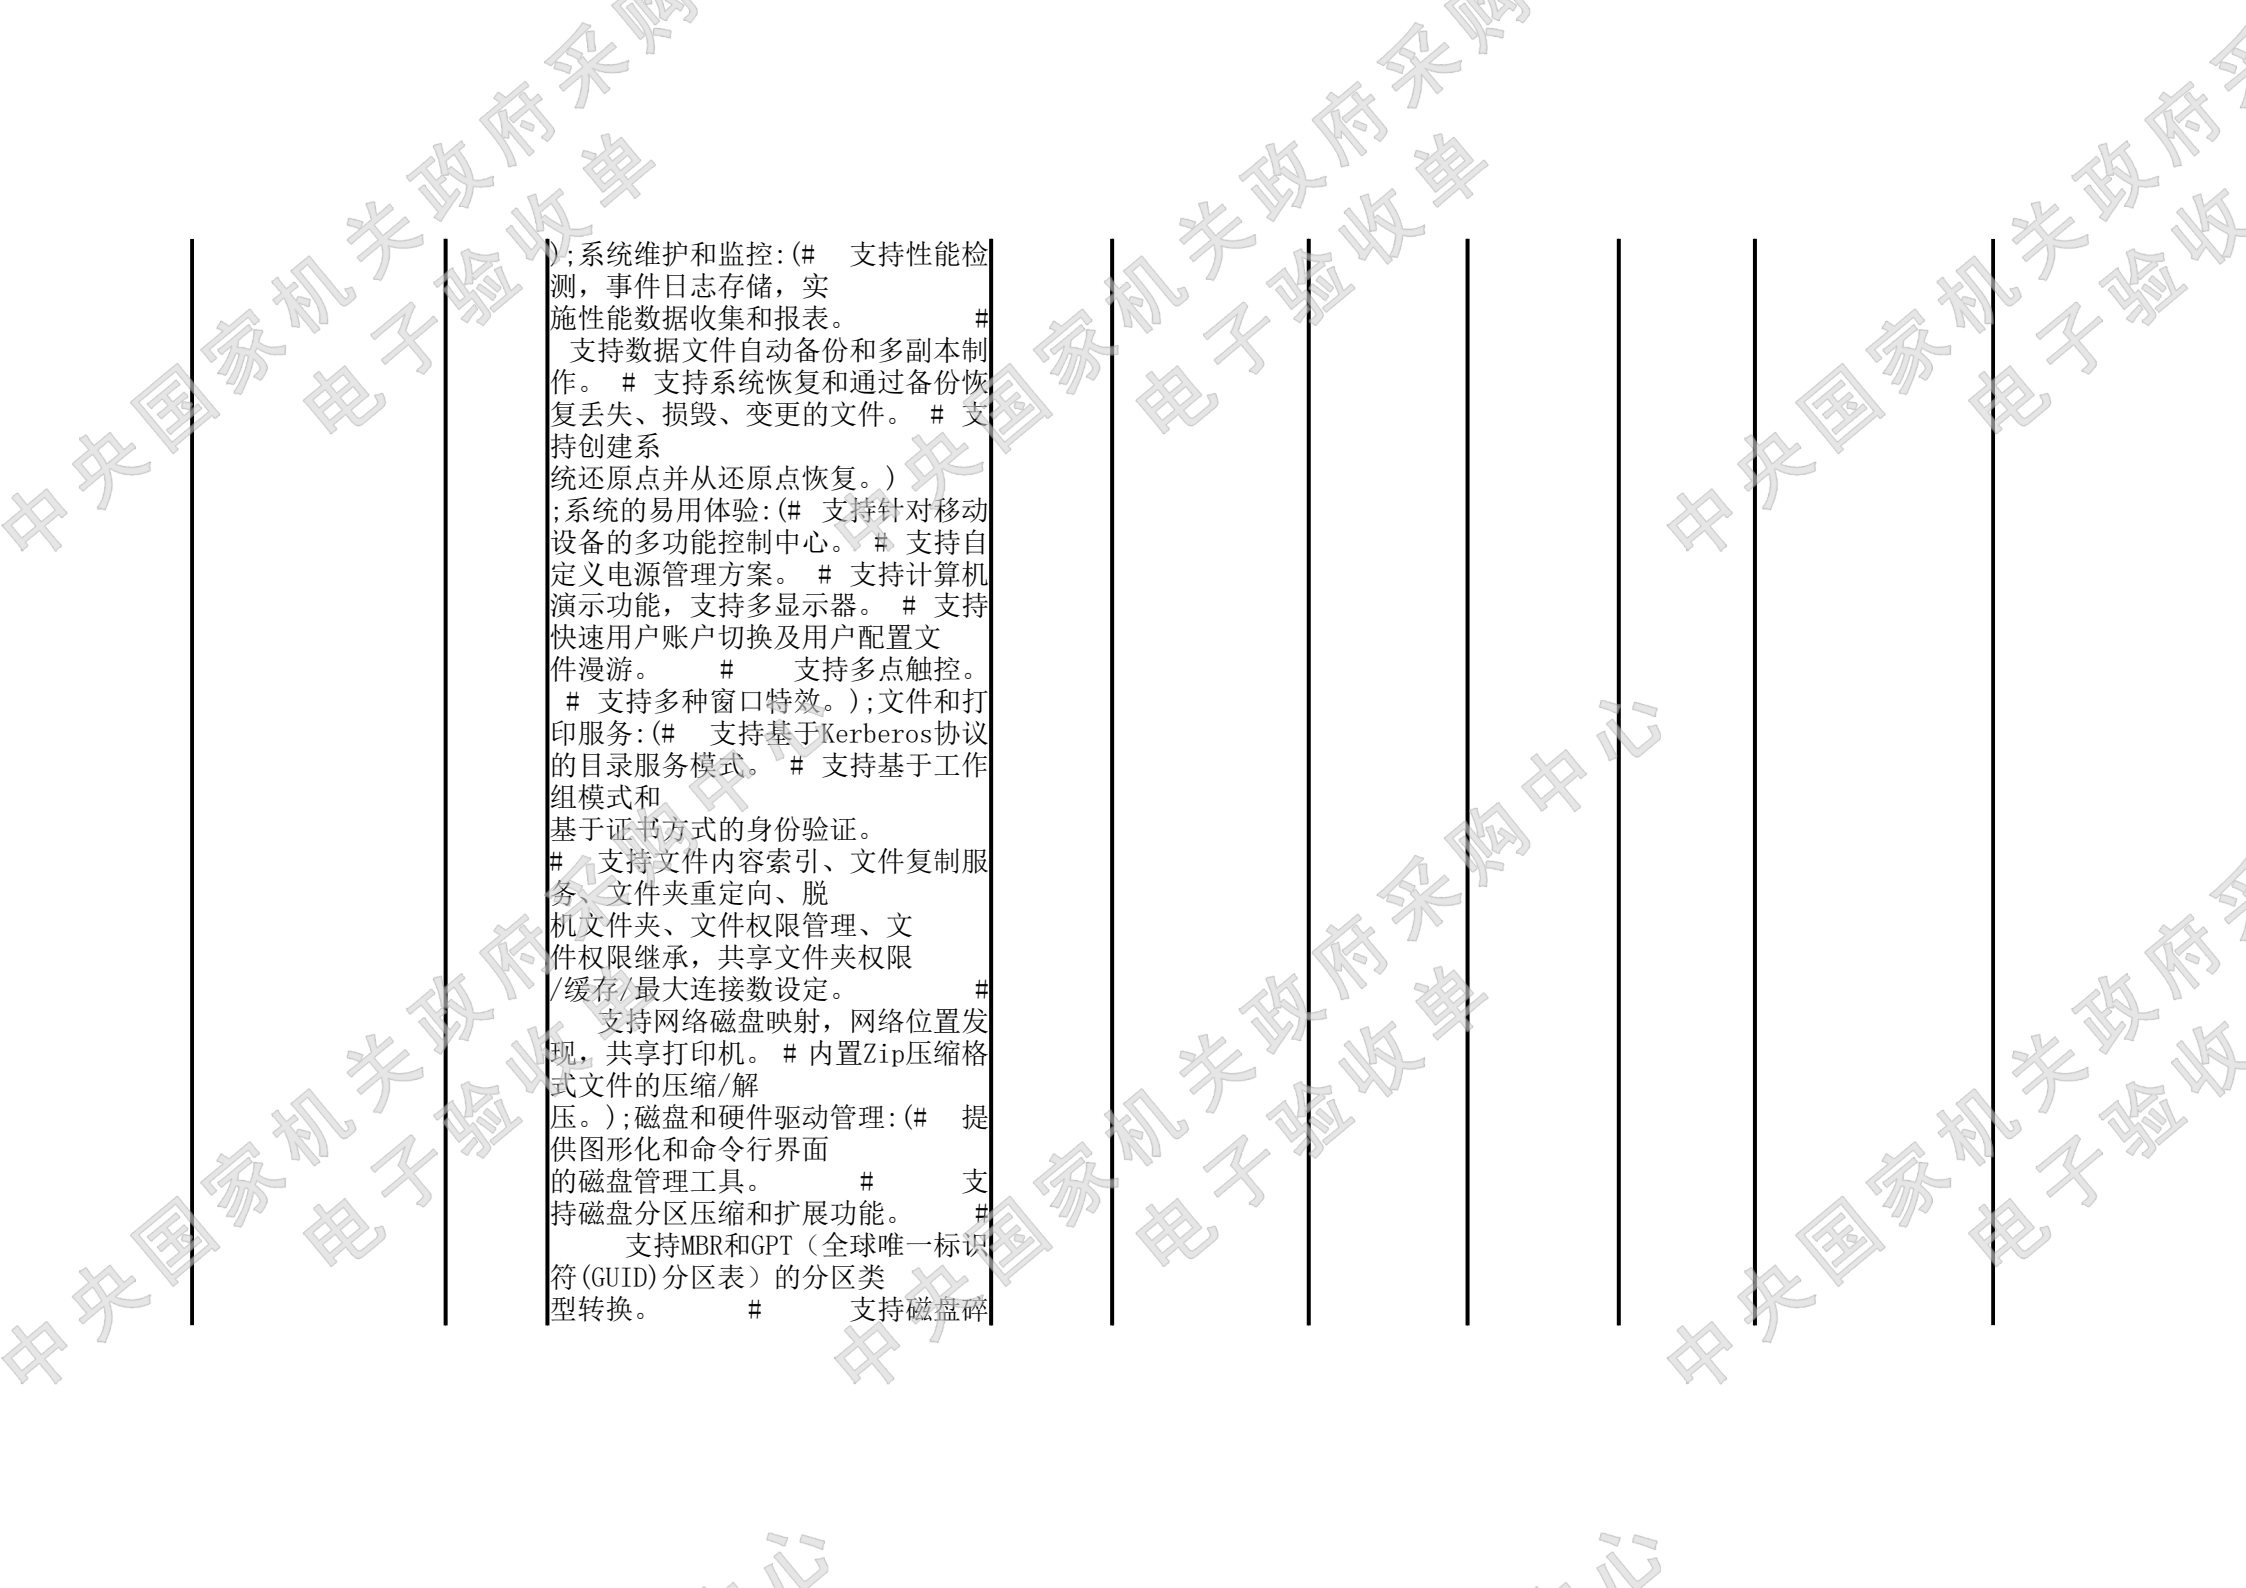 );系统维护和监控:(# 支持性能检
测，事件日志存储，实
施性能数据收集和报表。 #
支持数据文件自动备份和多副本制
作。 # 支持系统恢复和通过备份恢
复丢失、损毁、变更的文件。 # 支
持创建系
统还原点并从还原点恢复。)
;系统的易用体验:(# 支持针对移动
设备的多功能控制中心。 # 支持自
定义电源管理方案。 # 支持计算机
演示功能，支持多显示器。 # 支持
快速用户账户切换及用户配置文
件漫游。 # 支持多点触控。
# 支持多种窗口特效。);文件和打
印服务:(# 支持基于Kerberos协议
的目录服务模式。 # 支持基于工作
组模式和
基于证书方式的身份验证。
# 支持文件内容索引、文件复制服
务、文件夹重定向、脱
机文件夹、文件权限管理、文
件权限继承，共享文件夹权限
/缓存/最大连接数设定。 #
支持网络磁盘映射，网络位置发
现，共享打印机。 # 内置Zip压缩格
式文件的压缩/解
压。);磁盘和硬件驱动管理:(# 提
供图形化和命令行界面
的磁盘管理工具。 # 支
持磁盘分区压缩和扩展功能。 #
支持MBR和GPT（全球唯一标识
符(GUID)分区表）的分区类
型转换。 # 支持磁盘碎
中央国家机关政府采购中心
电子验收单